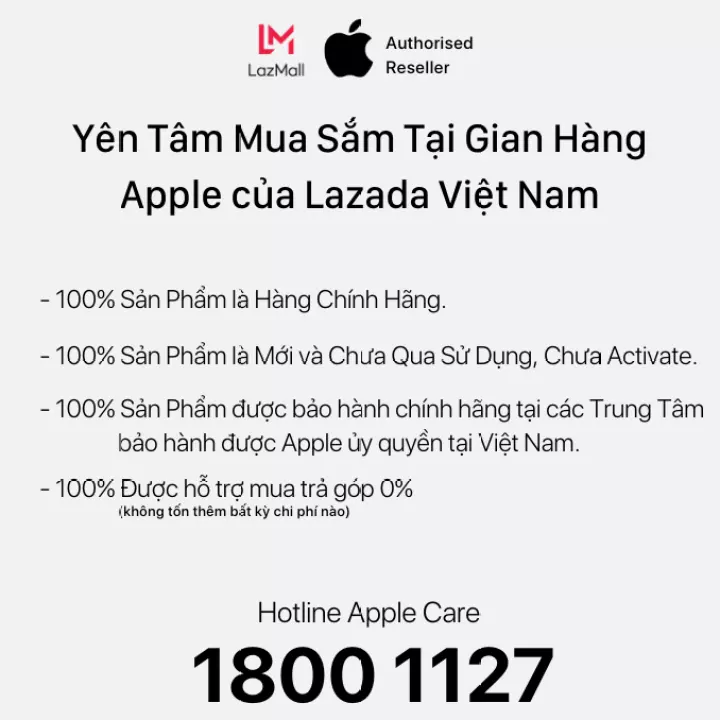 LazMall
Authorised
Reseller
Yên Tâm Mua Sắm Tại Gian Hàng
Apple của Lazada Việt Nam
- 100% Sản Phẩm là Hàng Chính Hãng.
- 100% Sản Phẩm là Mới và Chưa Qua Sử Dụng, Chưa Activate.
- 100% Sản Phẩm được bảo hành chính hãng tại các Trung Tâm
bảo hành được Apple ủy quyền tại Việt Nam.
- 100% Được hỗ trợ mua trả góp 0%
(không tốn thêm bất kỳ chi phí nào)
Hotline Apple Care
1800 1127